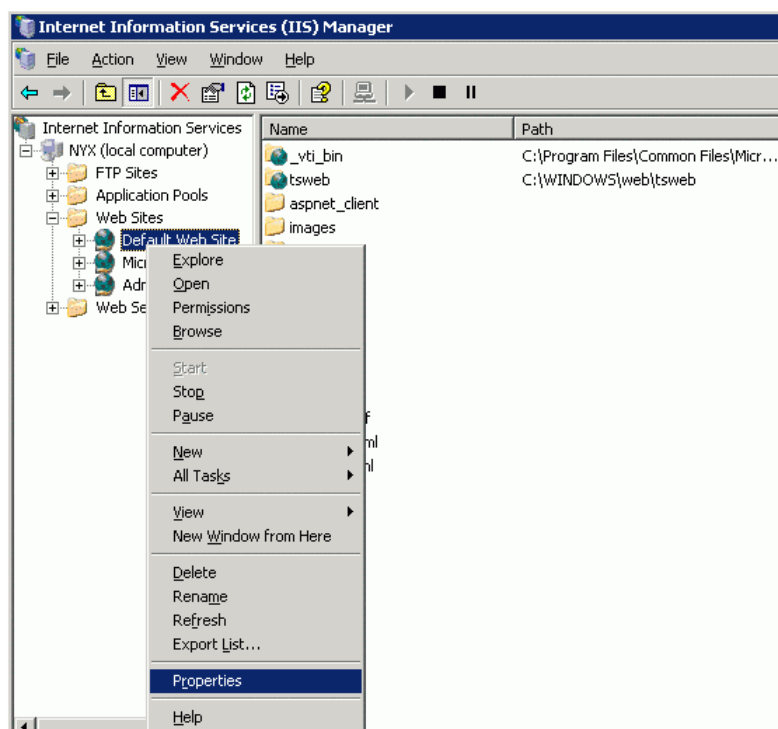 Internet Information Services (IIS) Manager
File Action View Window Help
Internet Information Services
NYX (local computer)
FTP Sites
Application Pools
Web Sites
Default Web Site
Micr
Adr
Web Se
Name Path
_vti_bin C:\Program Files\Common Files\Micr...
tsweb C:\WINDOWS\web\tsweb
aspnet_client
images
f
ml
nl
Explore
Open
Permissions
Browse
Start
Stop
Pause
New
All Tasks
View
New Window from Here
Delete
Rename
Refresh
Export List...
Properties
Help